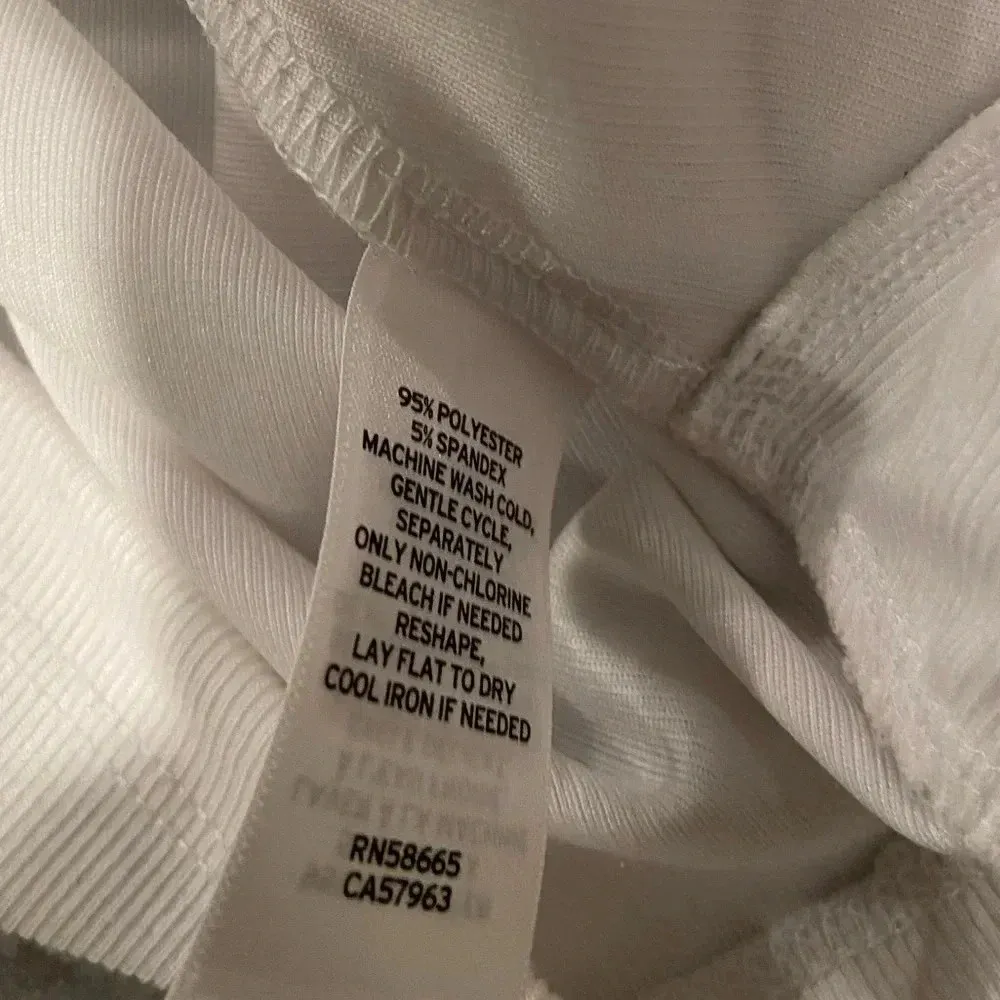 95% POLYESTER
5% SPANDEX
MACHINE WASH COLD,
GENTLE CYCLE,
SEPARATELY
ONLY NON-CHLORINE
BLEACH IF NEEDED
RESHAPE,
LAY FLAT TO DRY
COOL IRON IF NEEDED
RN58665
CA57963